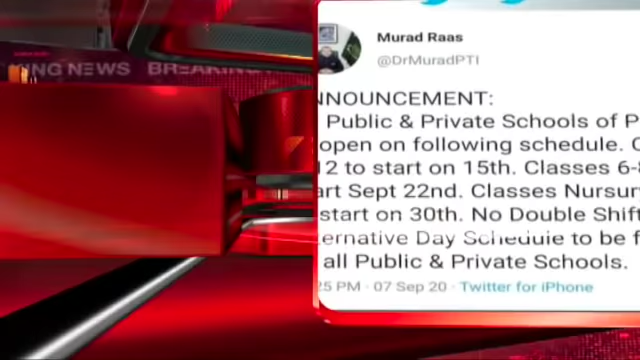 KING NEWS BREAKING
Murad Raas
@DrMuradPTI
NNOUNCEMENT:
Public & Private Schools of P
open on following schedule. C
12 to start on 15th. Classes 6-8
art Sept 22nd. Classes Nursury
start on 30th. No Double Shift
ernative Day Schedule to be f
all Public & Private Schools.
5 PM · 07 Sep 20 · Twitter for iPhone